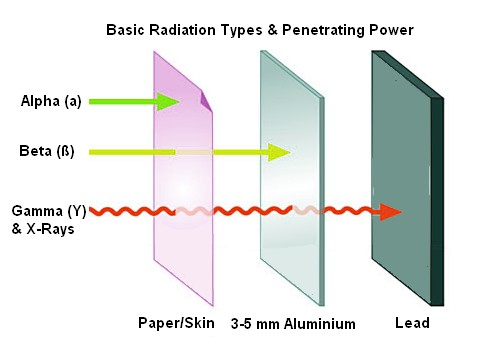 Basic Radiation Types & Penetrating Power
Alpha (a)
Beta (ß)
Gamma (Y)
& X-Rays
Paper/Skin
3-5 mm Aluminium
Lead